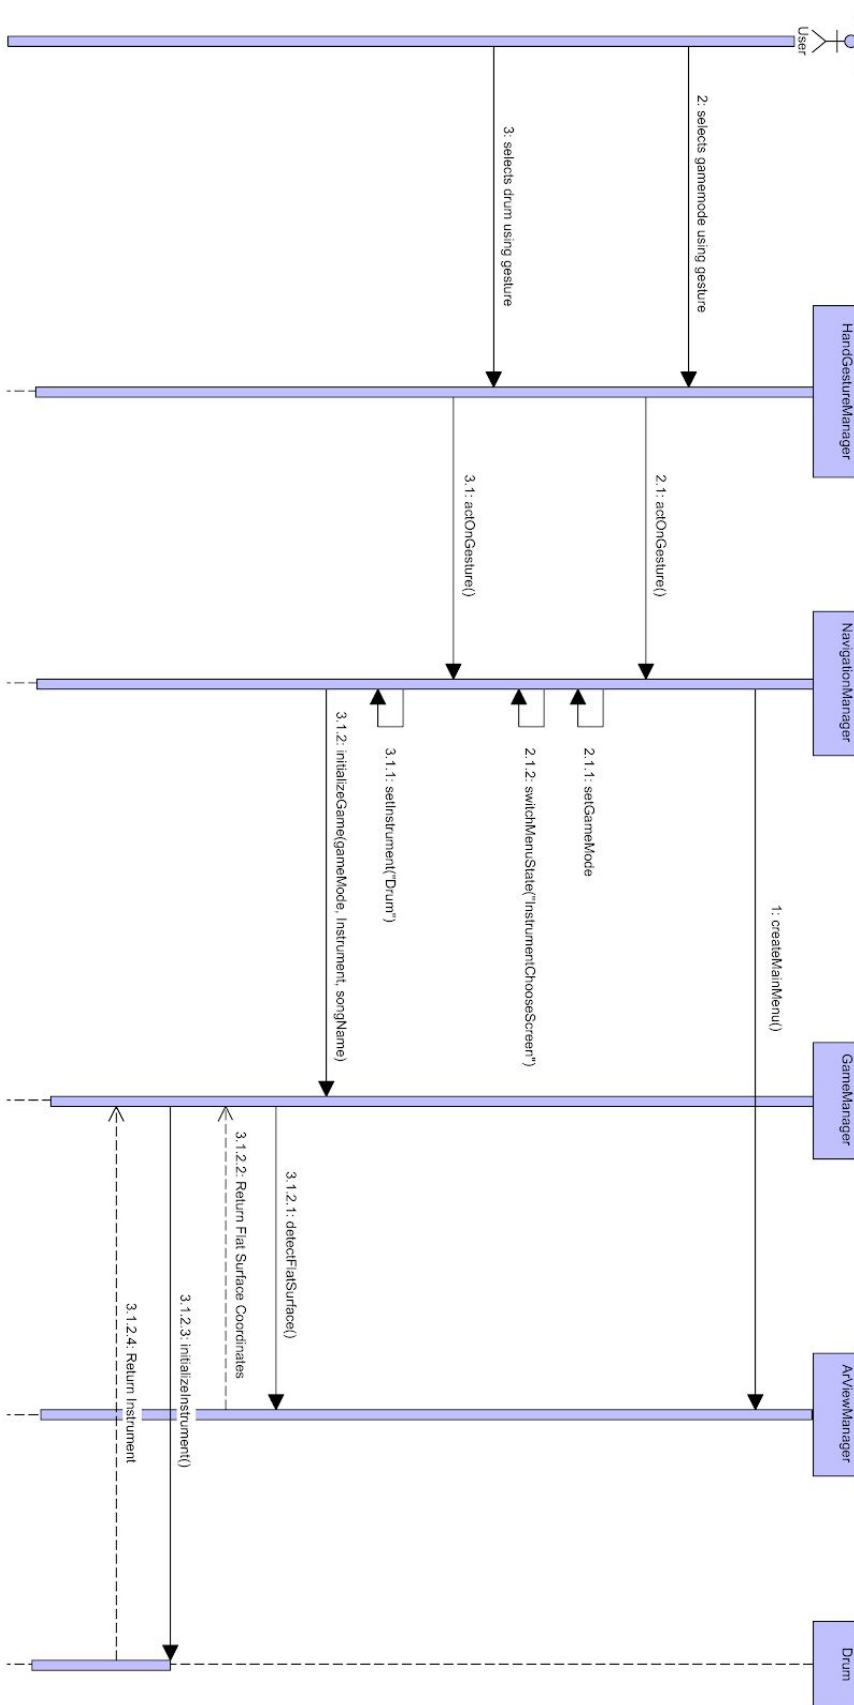 User
HandGestureManager
NavigationManager
GameManager
ArViewManager
Drum
1: createMainMenu()
2: selects gamemode using gesture
2.1: actOnGesture()
2.1.1: setGameMode
2.1.2: switchMenuState("InstrumentChooseScreen")
3: selects drum using gesture
3.1: actOnGesture()
3.1.1: setInstrument("Drum")
3.1.2: initializeGame(gameMode, Instrument, songName)
3.1.2.1: detectFlatSurface()
3.1.2.2: Return Flat Surface Coordinates
3.1.2.3: initializeInstrument()
3.1.2.4: Return Instrument